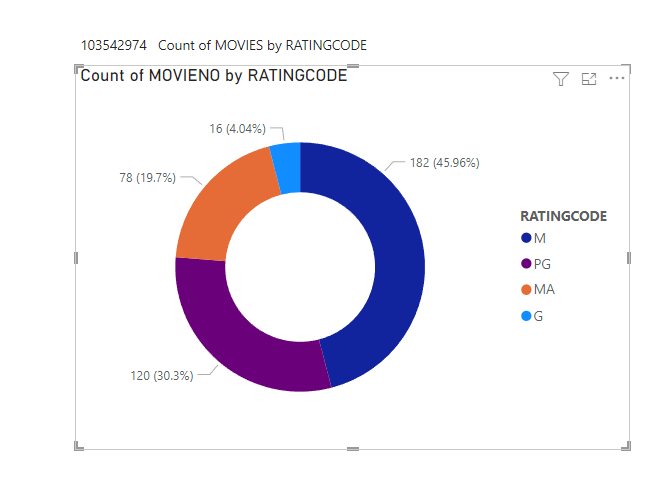 103542974 Count of MOVIES by RATINGCODE
Count of MOVIENO by RATINGCODE
16 (4.04%)
182 (45.96%)
78 (19.7%)
120 (30.3%)
RATINGCODE
M
PG
MA
G